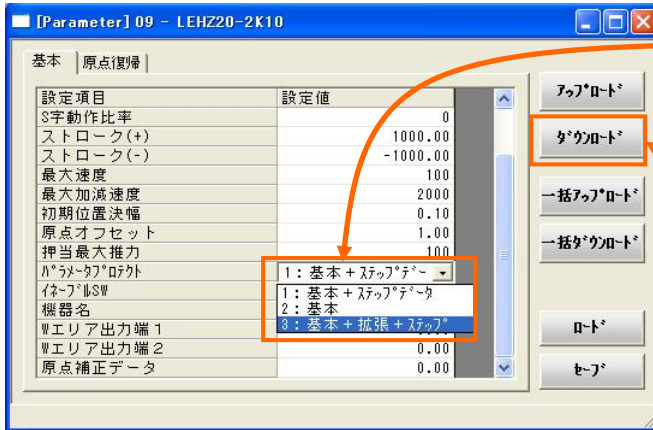 [Parameter] 09 - LEHZ20-2K10
基本
原点復帰
設定項目 設定値
S字動作比率 0
ストローク(+) 1000.00
ストローク(-) -1000.00
最大速度 100
最大加減速度 2000
初期位置決幅 0.10
原点オフセット 1.00
押当最大推力 100
ﾊﾟﾗﾒｰﾀﾌﾟﾛﾃｸﾄ 1：基本＋ｽﾃｯﾌﾟﾃﾞｰ
ｲﾈｰﾌﾞﾙSW 1：基本＋ｽﾃｯﾌﾟﾃﾞｰﾀ
機器名 2：基本
Wエリア出力端１ 3：基本＋拡張＋ｽﾃｯﾌﾟ
Wエリア出力端２ 0.00
原点補正データ 0.00
ｱｯﾌﾟﾛｰﾄﾞ
ﾀﾞｳﾝﾛｰﾄﾞ
一括ｱｯﾌﾟﾛｰﾄﾞ
一括ﾀﾞｳﾝﾛｰﾄﾞ
ﾛｰﾄﾞ
ｾｰﾌﾞ